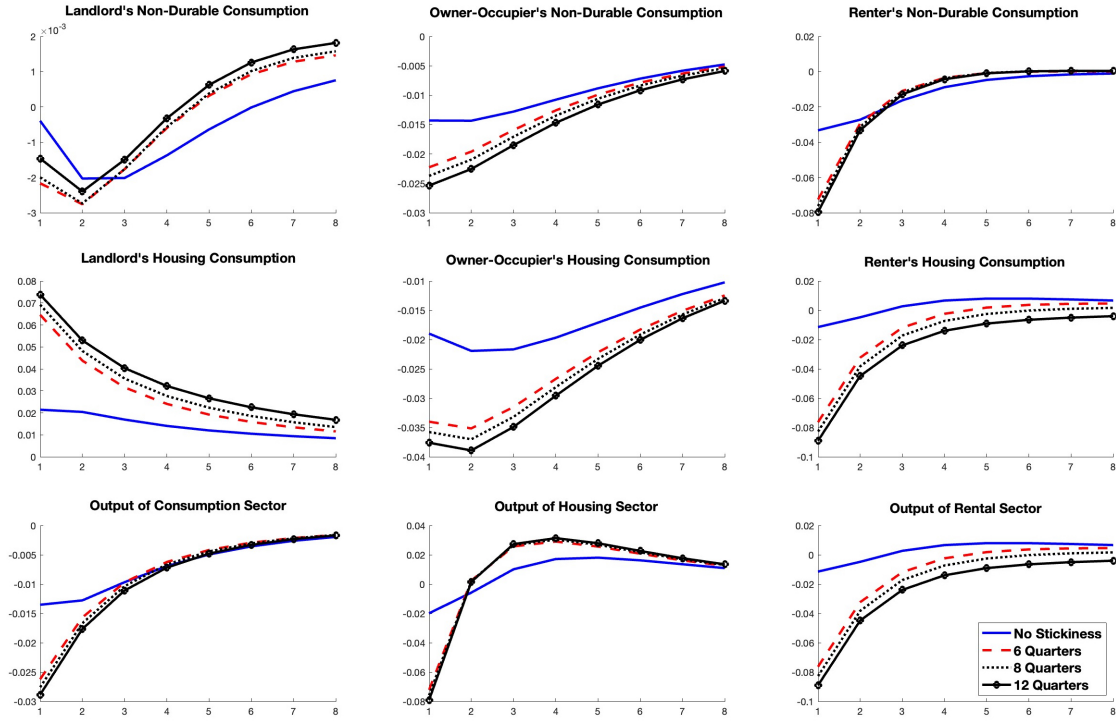 Landlord's Non-Durable Consumption
×10⁻³
2
1
0
-1
-2
-3
1 2 3 4 5 6 7 8
Owner-Occupier's Non-Durable Consumption
0
-0.005
-0.01
-0.015
-0.02
-0.025
-0.03
1 2 3 4 5 6 7 8
Renter's Non-Durable Consumption
0.02
0
-0.02
-0.04
-0.06
-0.08
1 2 3 4 5 6 7 8
Landlord's Housing Consumption
0.08
0.07
0.06
0.05
0.04
0.03
0.02
0.01
0
1 2 3 4 5 6 7 8
Owner-Occupier's Housing Consumption
-0.01
-0.015
-0.02
-0.025
-0.03
-0.035
-0.04
1 2 3 4 5 6 7 8
Renter's Housing Consumption
0.02
0
-0.02
-0.04
-0.06
-0.08
-0.1
1 2 3 4 5 6 7 8
Output of Consumption Sector
0
-0.005
-0.01
-0.015
-0.02
-0.025
-0.03
1 2 3 4 5 6 7 8
Output of Housing Sector
0.04
0.02
0
-0.02
-0.04
-0.06
-0.08
1 2 3 4 5 6 7 8
Output of Rental Sector
0.02
0
-0.02
-0.04
-0.06
-0.08
-0.1
1 2 3 4 5 6 7 8
No Stickiness
6 Quarters
8 Quarters
12 Quarters